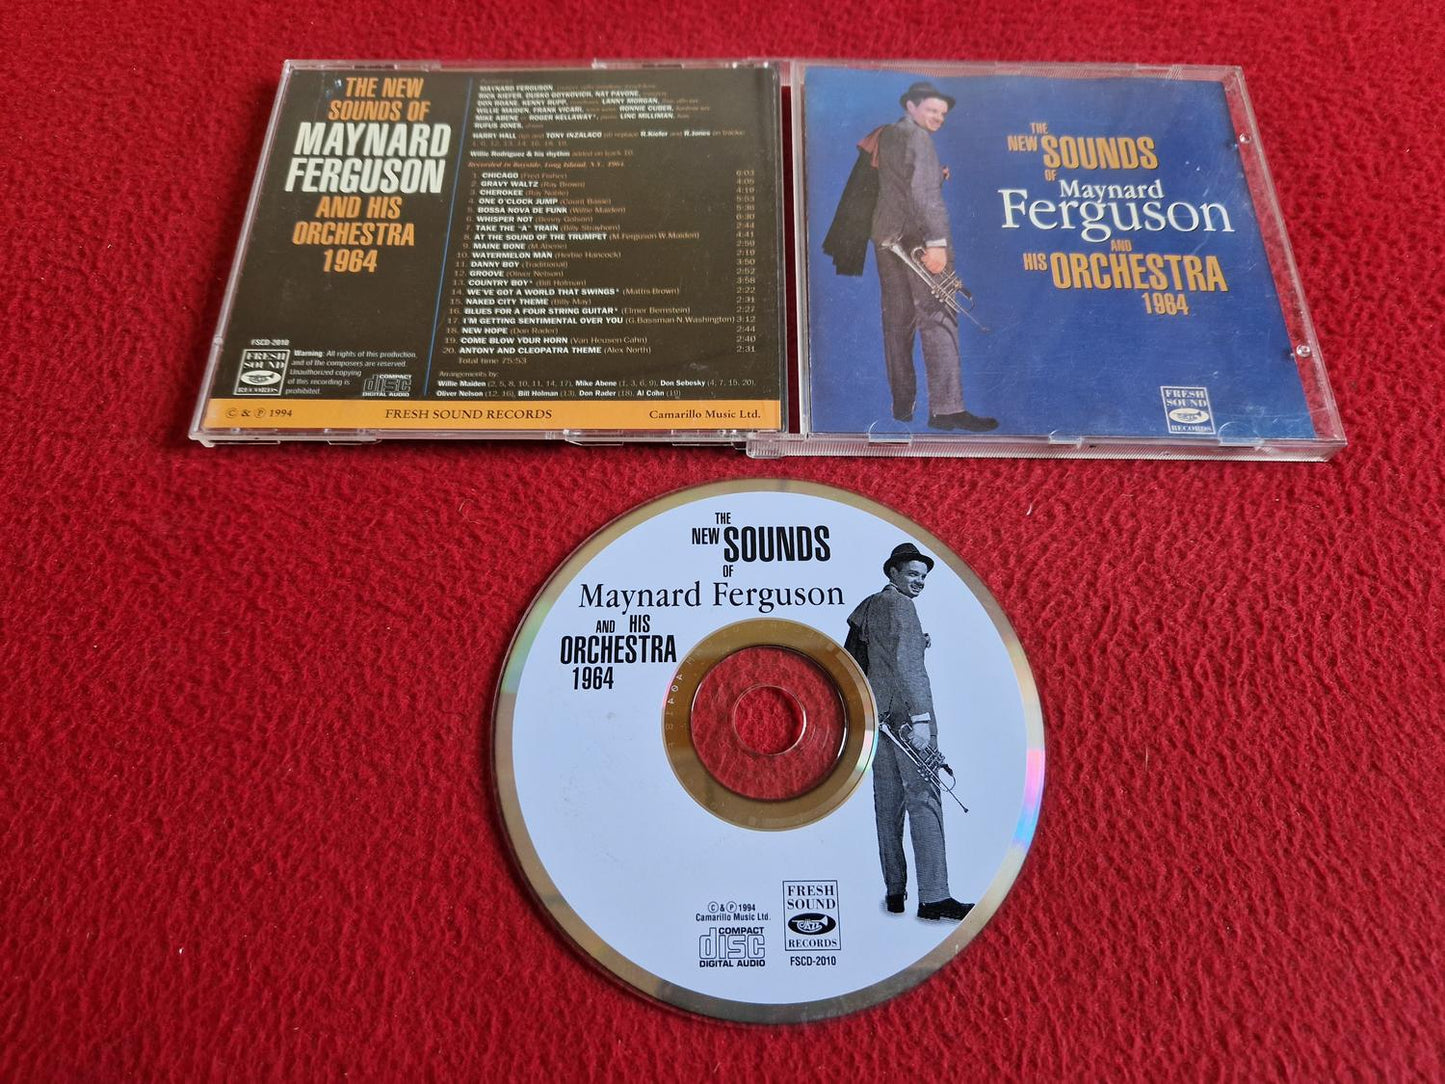 THE NEW
SOUNDS OF
MAYNARD
FERGUSON
AND HIS
ORCHESTRA
1964
FSCD-2010
FRESH
SOUND
RECORDS
Warning: All rights of this production,
and of the composers are reserved.
Unauthorized copying
of this recording is
prohibited.
COMPACT
disc
DIGITAL AUDIO
MAYNARD FERGUSON,
RICK KIEFER, DUSKO GOYKOVICH, NAT PAVONE,
DON ROANE, KENNY RUPP, LANNY MORGAN,
WILLIE MAIDEN, FRANK VICARI, RONNIE CUBER,
MIKE ABENE or ROGER KELLAWAY*, piano, LINC MILLIMAN,
RUFUS JONES,
HARRY HALL (tp) and TONY INZALACO (d) replace R.Kiefer and R.Jones on tracks:
Willie Rodriguez & his rhythm added on track 10.
Recorded in Bayside, Long Island, N.Y., 1964.
1. CHICAGO (Fred Fisher) 6:03
2. GRAVY WALTZ (Ray Brown) 4:05
3. CHEROKEE (Ray Noble) 4:19
4. ONE O'CLOCK JUMP (Count Basie) 5:53
5. BOSSA NOVA DE FUNK (Willie Maiden) 5:36
6. WHISPER NOT (Benny Golson) 6:30
7. TAKE THE "A" TRAIN (Billy Strayhorn) 2:44
8. AT THE SOUND OF THE TRUMPET (M.Ferguson-W.Maiden) 4:41
9. MAINE BONE (M.Abene) 2:59
10. WATERMELON MAN (Herbie Hancock) 2:19
11. DANNY BOY (Traditional) 3:50
12. GROOVE (Oliver Nelson) 2:52
13. COUNTRY BOY* (Bill Holman) 3:58
14. WE'VE GOT A WORLD THAT SWINGS* (Mattis-Brown) 2:22
15. NAKED CITY THEME (Billy May) 2:31
16. BLUES FOR A FOUR STRING GUITAR* (Elmer Bernstein) 2:27
17. I'M GETTING SENTIMENTAL OVER YOU (G.Bassman-N.Washington) 3:12
18. NEW HOPE (Don Rader) 2:44
19. COME BLOW YOUR HORN (Van Heusen-Cahn) 2:40
20. ANTONY AND CLEOPATRA THEME (Alex North) 2:31
Total time 75:53
Arrangements by:
Willie Maiden (2, 5, 8, 10, 11, 14, 17), Mike Abene (1, 3, 6, 9), Don Sebesky (4, 7, 15, 20),
Oliver Nelson (12, 16), Bill Holman (13), Don Rader (18), Al Cohn (19)
© & ℗ 1994 FRESH SOUND RECORDS Camarillo Music Ltd.
THE
NEW SOUNDS
OF
Maynard
Ferguson
AND
HIS ORCHESTRA
1964
FRESH
SOUND
JAZZ
RECORDS
THE
NEW SOUNDS
OF
Maynard Ferguson
AND HIS
ORCHESTRA
1964
© & ℗ 1994
Camarillo Music Ltd.
COMPACT
disc
DIGITAL AUDIO
FRESH
SOUND
JAZZ
RECORDS
FSCD-2010